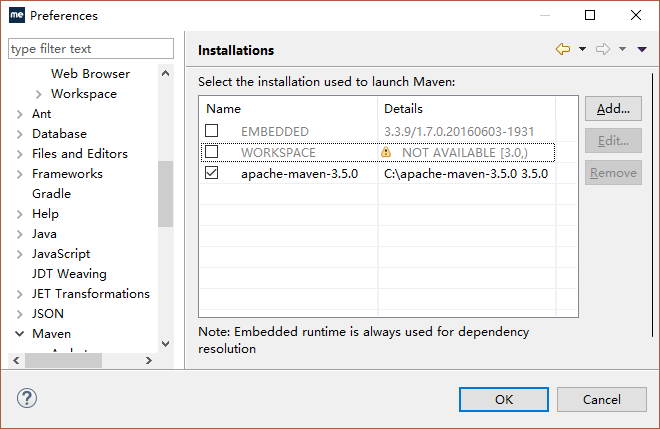 me Preferences
type filter text
Web Browser
Workspace
Ant
Database
Files and Editors
Frameworks
Gradle
Help
Java
JavaScript
JDT Weaving
JET Transformations
JSON
Maven
Installations
Select the installation used to launch Maven:
Name Details
EMBEDDED 3.3.9/1.7.0.20160603-1931
WORKSPACE NOT AVAILABLE [3.0,)
apache-maven-3.5.0 C:\apache-maven-3.5.0 3.5.0
Add...
Edit...
Remove
Note: Embedded runtime is always used for dependency
resolution
? OK Cancel